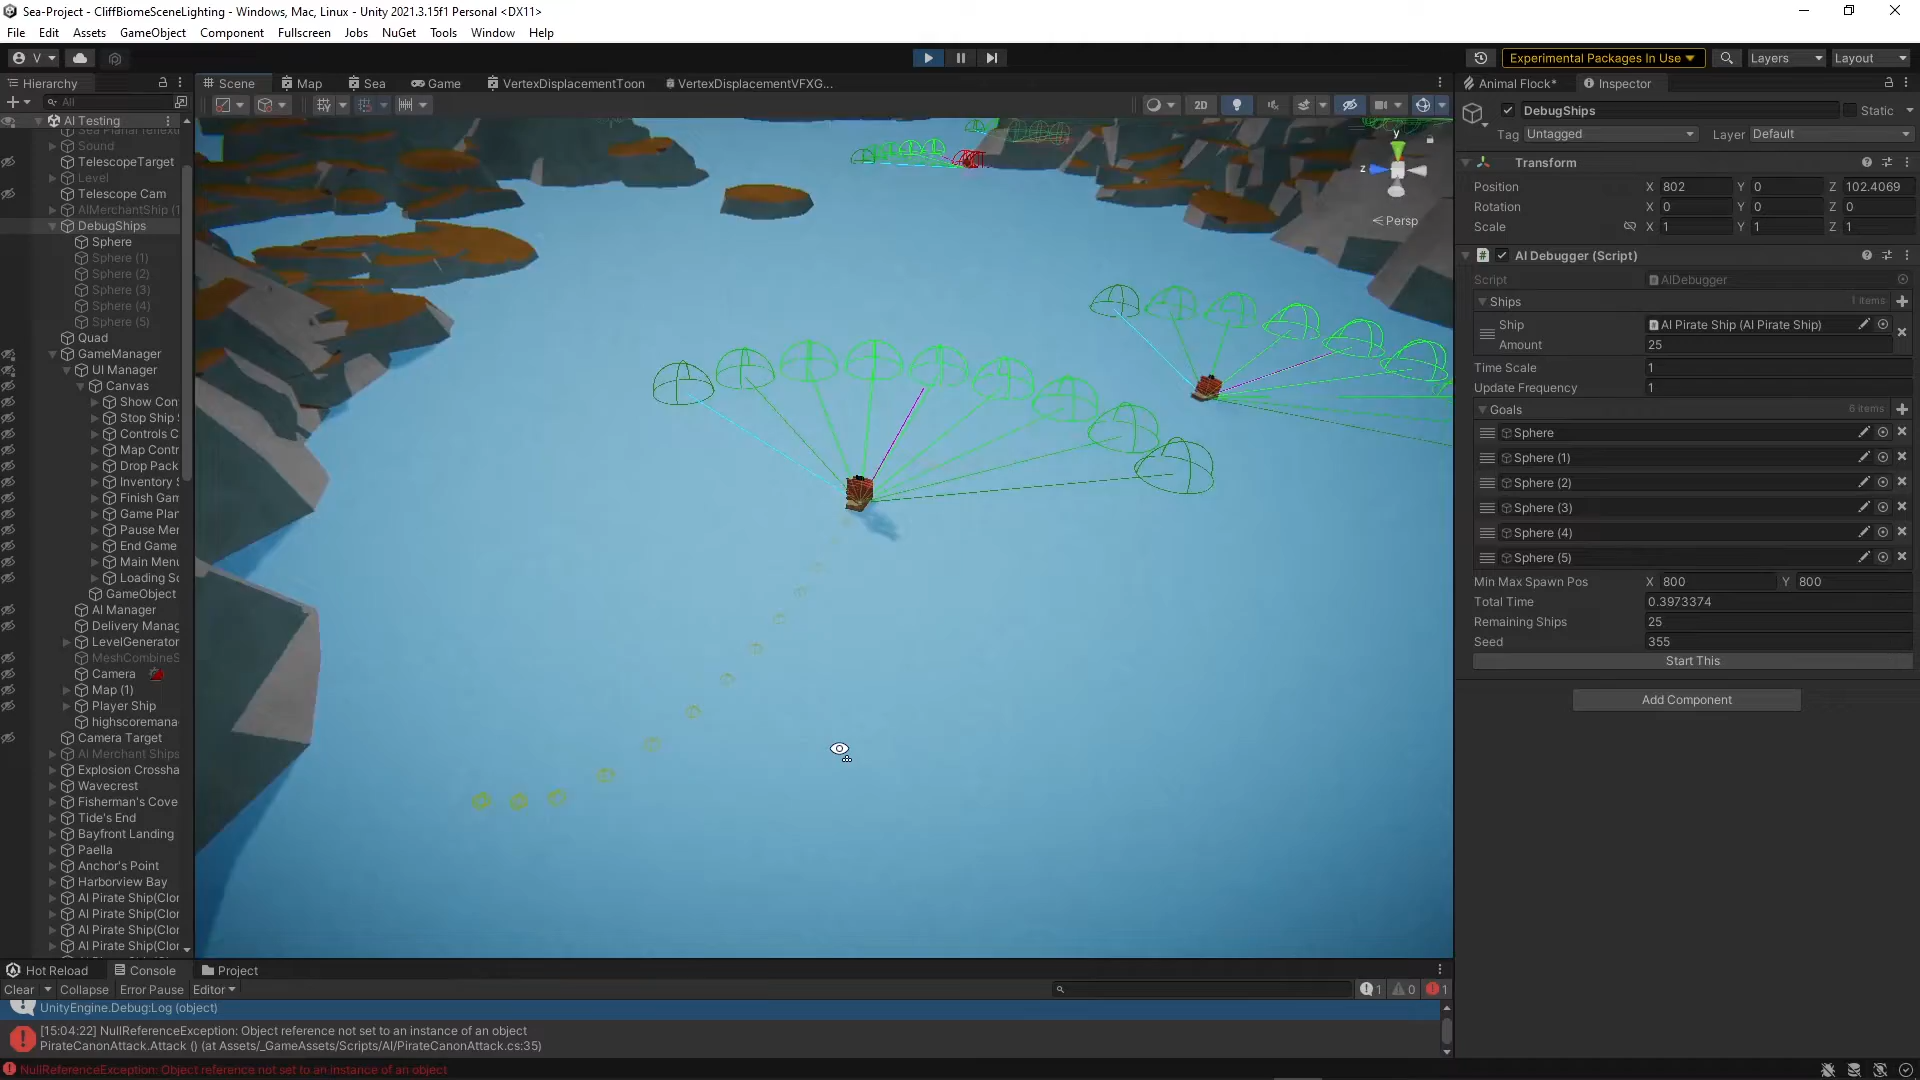 Sea-Project - CliffBiomeSceneLighting - Windows, Mac, Linux - Unity 2021.3.15f1 Personal <DX11>
File Edit Assets GameObject Component Fullscreen Jobs NuGet Tools Window Help
V Experimental Packages In Use Layers Layout
Hierarchy Scene Map Sea Game VertexDisplacementToon VertexDisplacementVFXG... Animal Flock* Inspector
All 2D
AI Testing
Sound
TelescopeTarget
Level
Telescope Cam
AIMerchantShip (1
DebugShips
Sphere
Sphere (1)
Sphere (2)
Sphere (3)
Sphere (4)
Sphere (5)
Quad
GameManager
UI Manager
Canvas
Show Con
Stop Ship
Controls C
Map Cont
Drop Pack
Inventory
Finish Gam
Game Plan
Pause Men
End Game
Main Menu
Loading Sc
GameObject
AI Manager
Delivery Manag
LevelGenerator
MeshCombineS
Camera
Map (1)
Player Ship
highscoremana
Camera Target
AI Merchant Ships
Explosion Crossha
Wavecrest
Fisherman's Cove
Tide's End
Bayfront Landing
Paella
Anchor's Point
Harborview Bay
AI Pirate Ship(Clor
AI Pirate Ship(Clor
AI Pirate Ship(Clor
AI Pirate Ship(Clor
y
z
< Persp
DebugShips Static
Tag Untagged Layer Default
Transform
Position X 802 Y 0 Z 102.4069
Rotation X 0 Y 0 Z 0
Scale X 1 Y 1 Z 1
# AI Debugger (Script)
Script AIDebugger
Ships 1 items
Ship AI Pirate Ship (AI Pirate Ship)
Amount 25
Time Scale 1
Update Frequency 1
Goals 6 items
Sphere
Sphere (1)
Sphere (2)
Sphere (3)
Sphere (4)
Sphere (5)
Min Max Spawn Pos X 800 Y 800
Total Time 0.3973374
Remaining Ships 25
Seed 355
Start This
Add Component
Hot Reload Console Project
Clear Collapse Error Pause Editor 1 0 1
UnityEngine.Debug:Log (object)
[15:04:22] NullReferenceException: Object reference not set to an instance of an object
PirateCanonAttack.Attack () (at Assets/_GameAssets/Scripts/AI/PirateCanonAttack.cs:35)
NullReferenceException: Object reference not set to an instance of an object